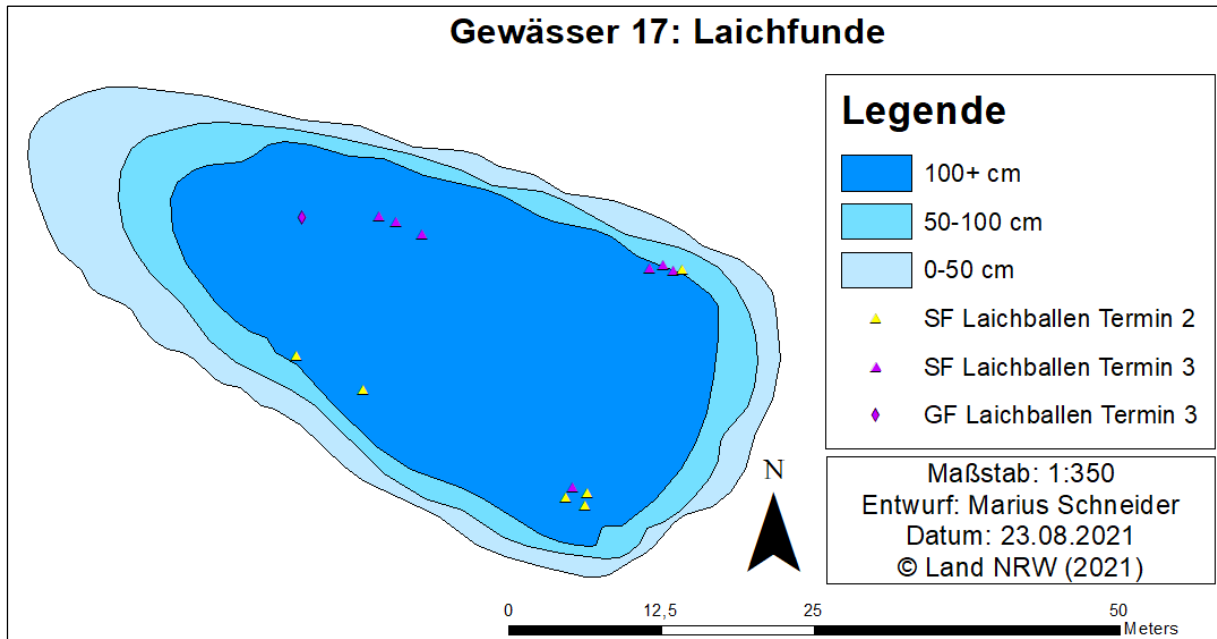 Gewässer 17: Laichfunde
Legende
100+ cm
50-100 cm
0-50 cm
SF Laichballen Termin 2
SF Laichballen Termin 3
GF Laichballen Termin 3
N
Maßstab: 1:350
Entwurf: Marius Schneider
Datum: 23.08.2021
© Land NRW (2021)
0 12,5 25 50
Meters